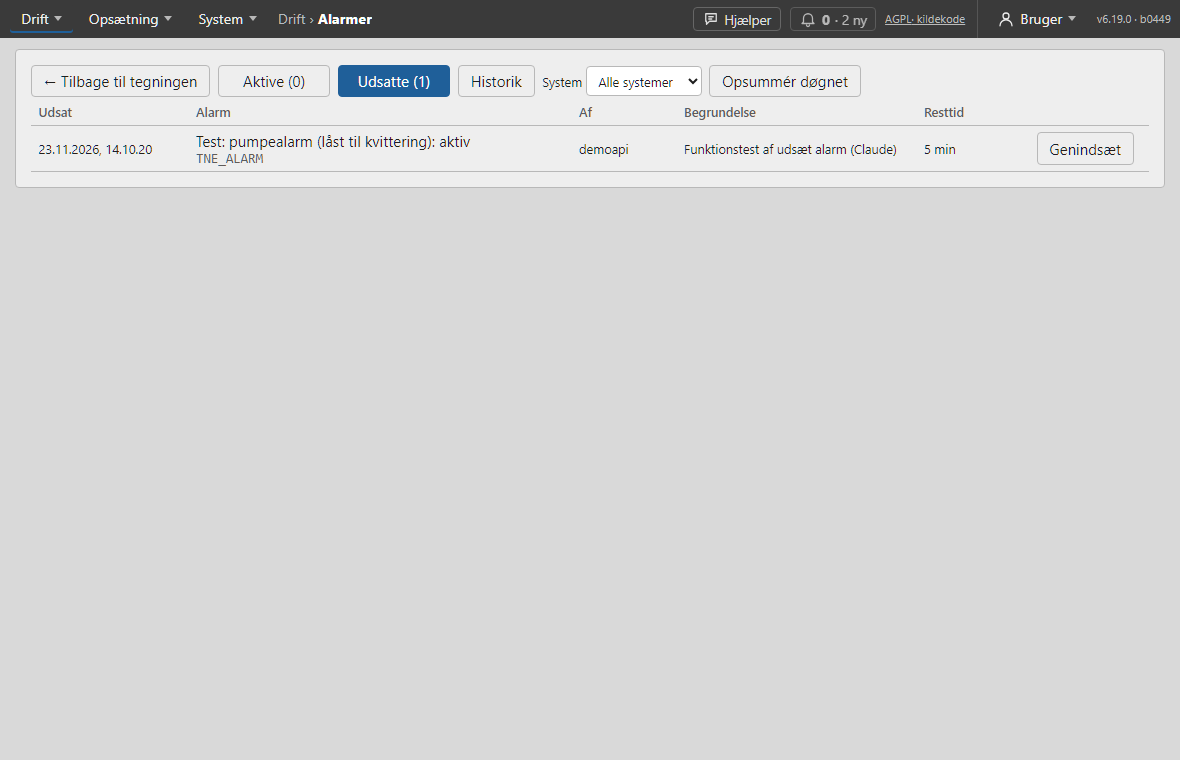 Drift Opsætning System Drift › Alarmer Hjælper 0 · 2 ny AGPL· kildekode Bruger v6.19.0 · b0449
← Tilbage til tegningen Aktive (0) Udsatte (1) Historik System Alle systemer Opsummér døgnet
Udsat Alarm Af Begrundelse Resttid
23.11.2026, 14.10.20 Test: pumpealarm (låst til kvittering): aktiv demoapi Funktionstest af udsæt alarm (Claude) 5 min Genindsæt
TNE_ALARM